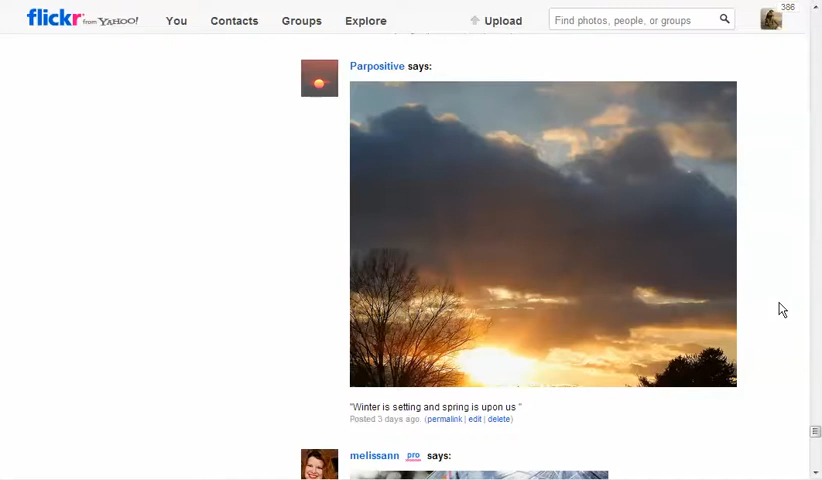 flickr from YAHOO! You Contacts Groups Explore Upload Find photos, people, or groups 386
Parpositive says:
"Winter is setting and spring is upon us "
Posted 3 days ago. (permalink | edit | delete)
melissann pro says: